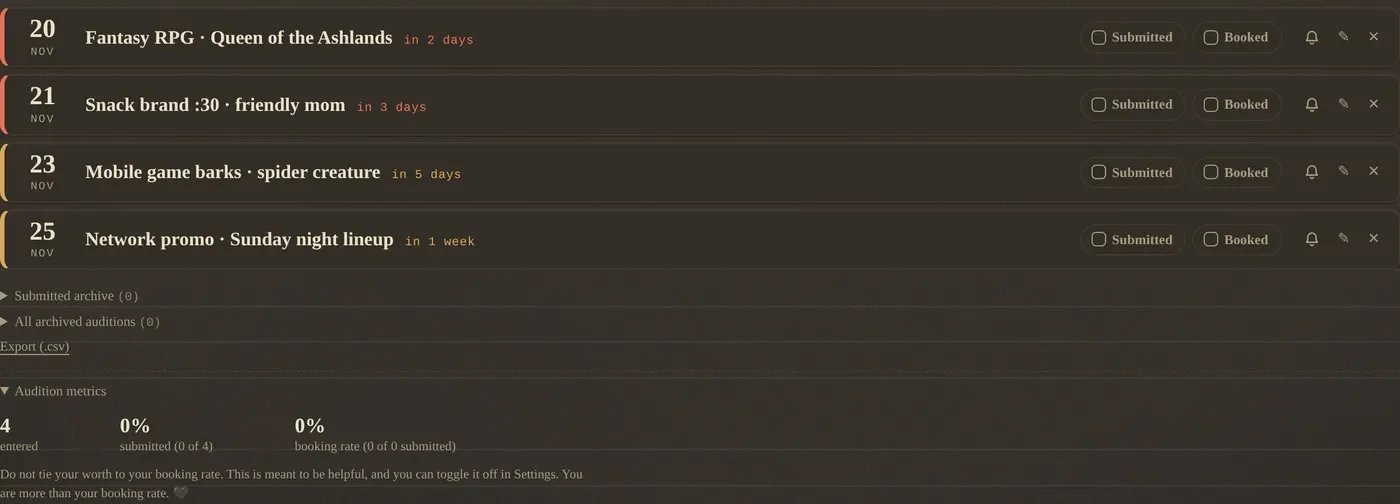 20
NOV
Fantasy RPG · Queen of the Ashlands in 2 days
Submitted
Booked
21
NOV
Snack brand :30 · friendly mom in 3 days
Submitted
Booked
23
NOV
Mobile game barks · spider creature in 5 days
Submitted
Booked
25
NOV
Network promo · Sunday night lineup in 1 week
Submitted
Booked
Submitted archive (0)
All archived auditions (0)
Export (.csv)
Audition metrics
4
entered
0%
submitted (0 of 4)
0%
booking rate (0 of 0 submitted)
Do not tie your worth to your booking rate. This is meant to be helpful, and you can toggle it off in Settings. You
are more than your booking rate. 🖤